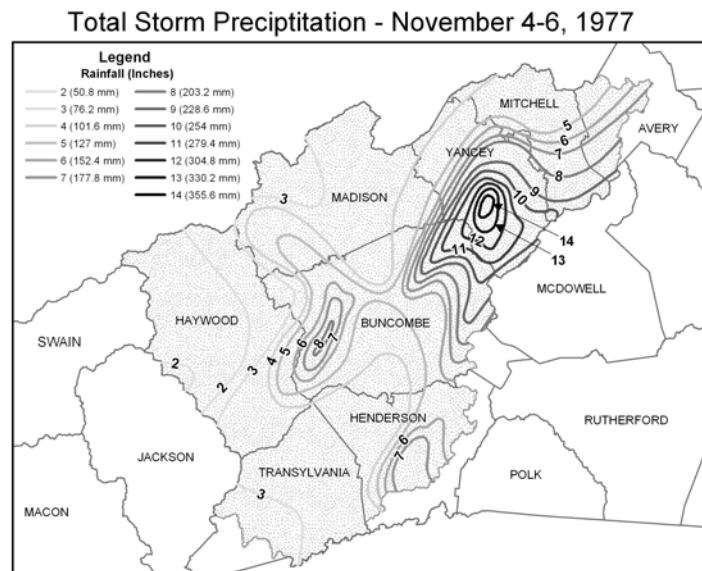 Total Storm Preciptitation - November 4-6, 1977
Legend
Rainfall (Inches)
2 (50.8 mm)
3 (76.2 mm)
4 (101.6 mm)
5 (127 mm)
6 (152.4 mm)
7 (177.8 mm)
8 (203.2 mm)
9 (228.6 mm)
10 (254 mm)
11 (279.4 mm)
12 (304.8 mm)
13 (330.2 mm)
14 (355.6 mm)
MITCHELL
5
6
AVERY
7
YANCEY
8
9
10
3
MADISON
12
11
14
13
MCDOWELL
HAYWOOD
BUNCOMBE
SWAIN
6
7
8
5
4
3
2
2
HENDERSON
RUTHERFORD
6
7
JACKSON
TRANSYLVANIA
POLK
3
MACON